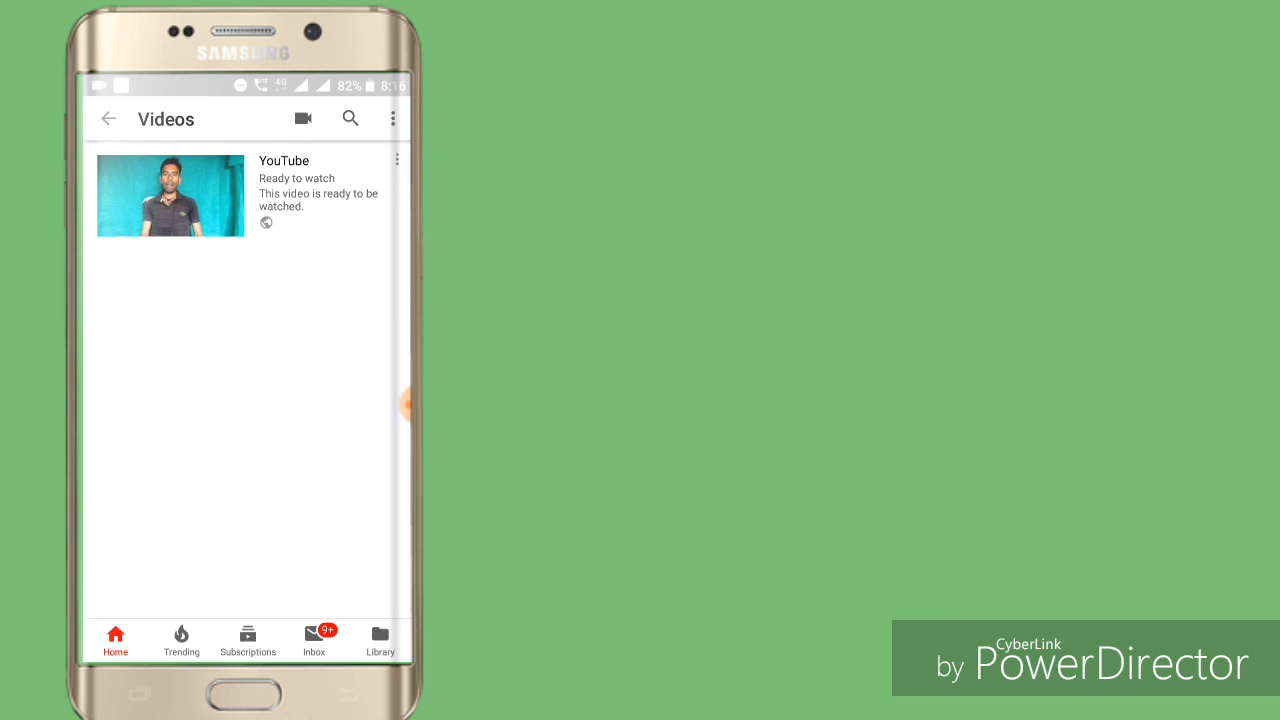 SAMSUNG
4G 82% 8:16
Videos
YouTube
Ready to watch
This video is ready to be
watched.
9+
Home Trending Subscriptions Inbox Library
CyberLink
by PowerDirector